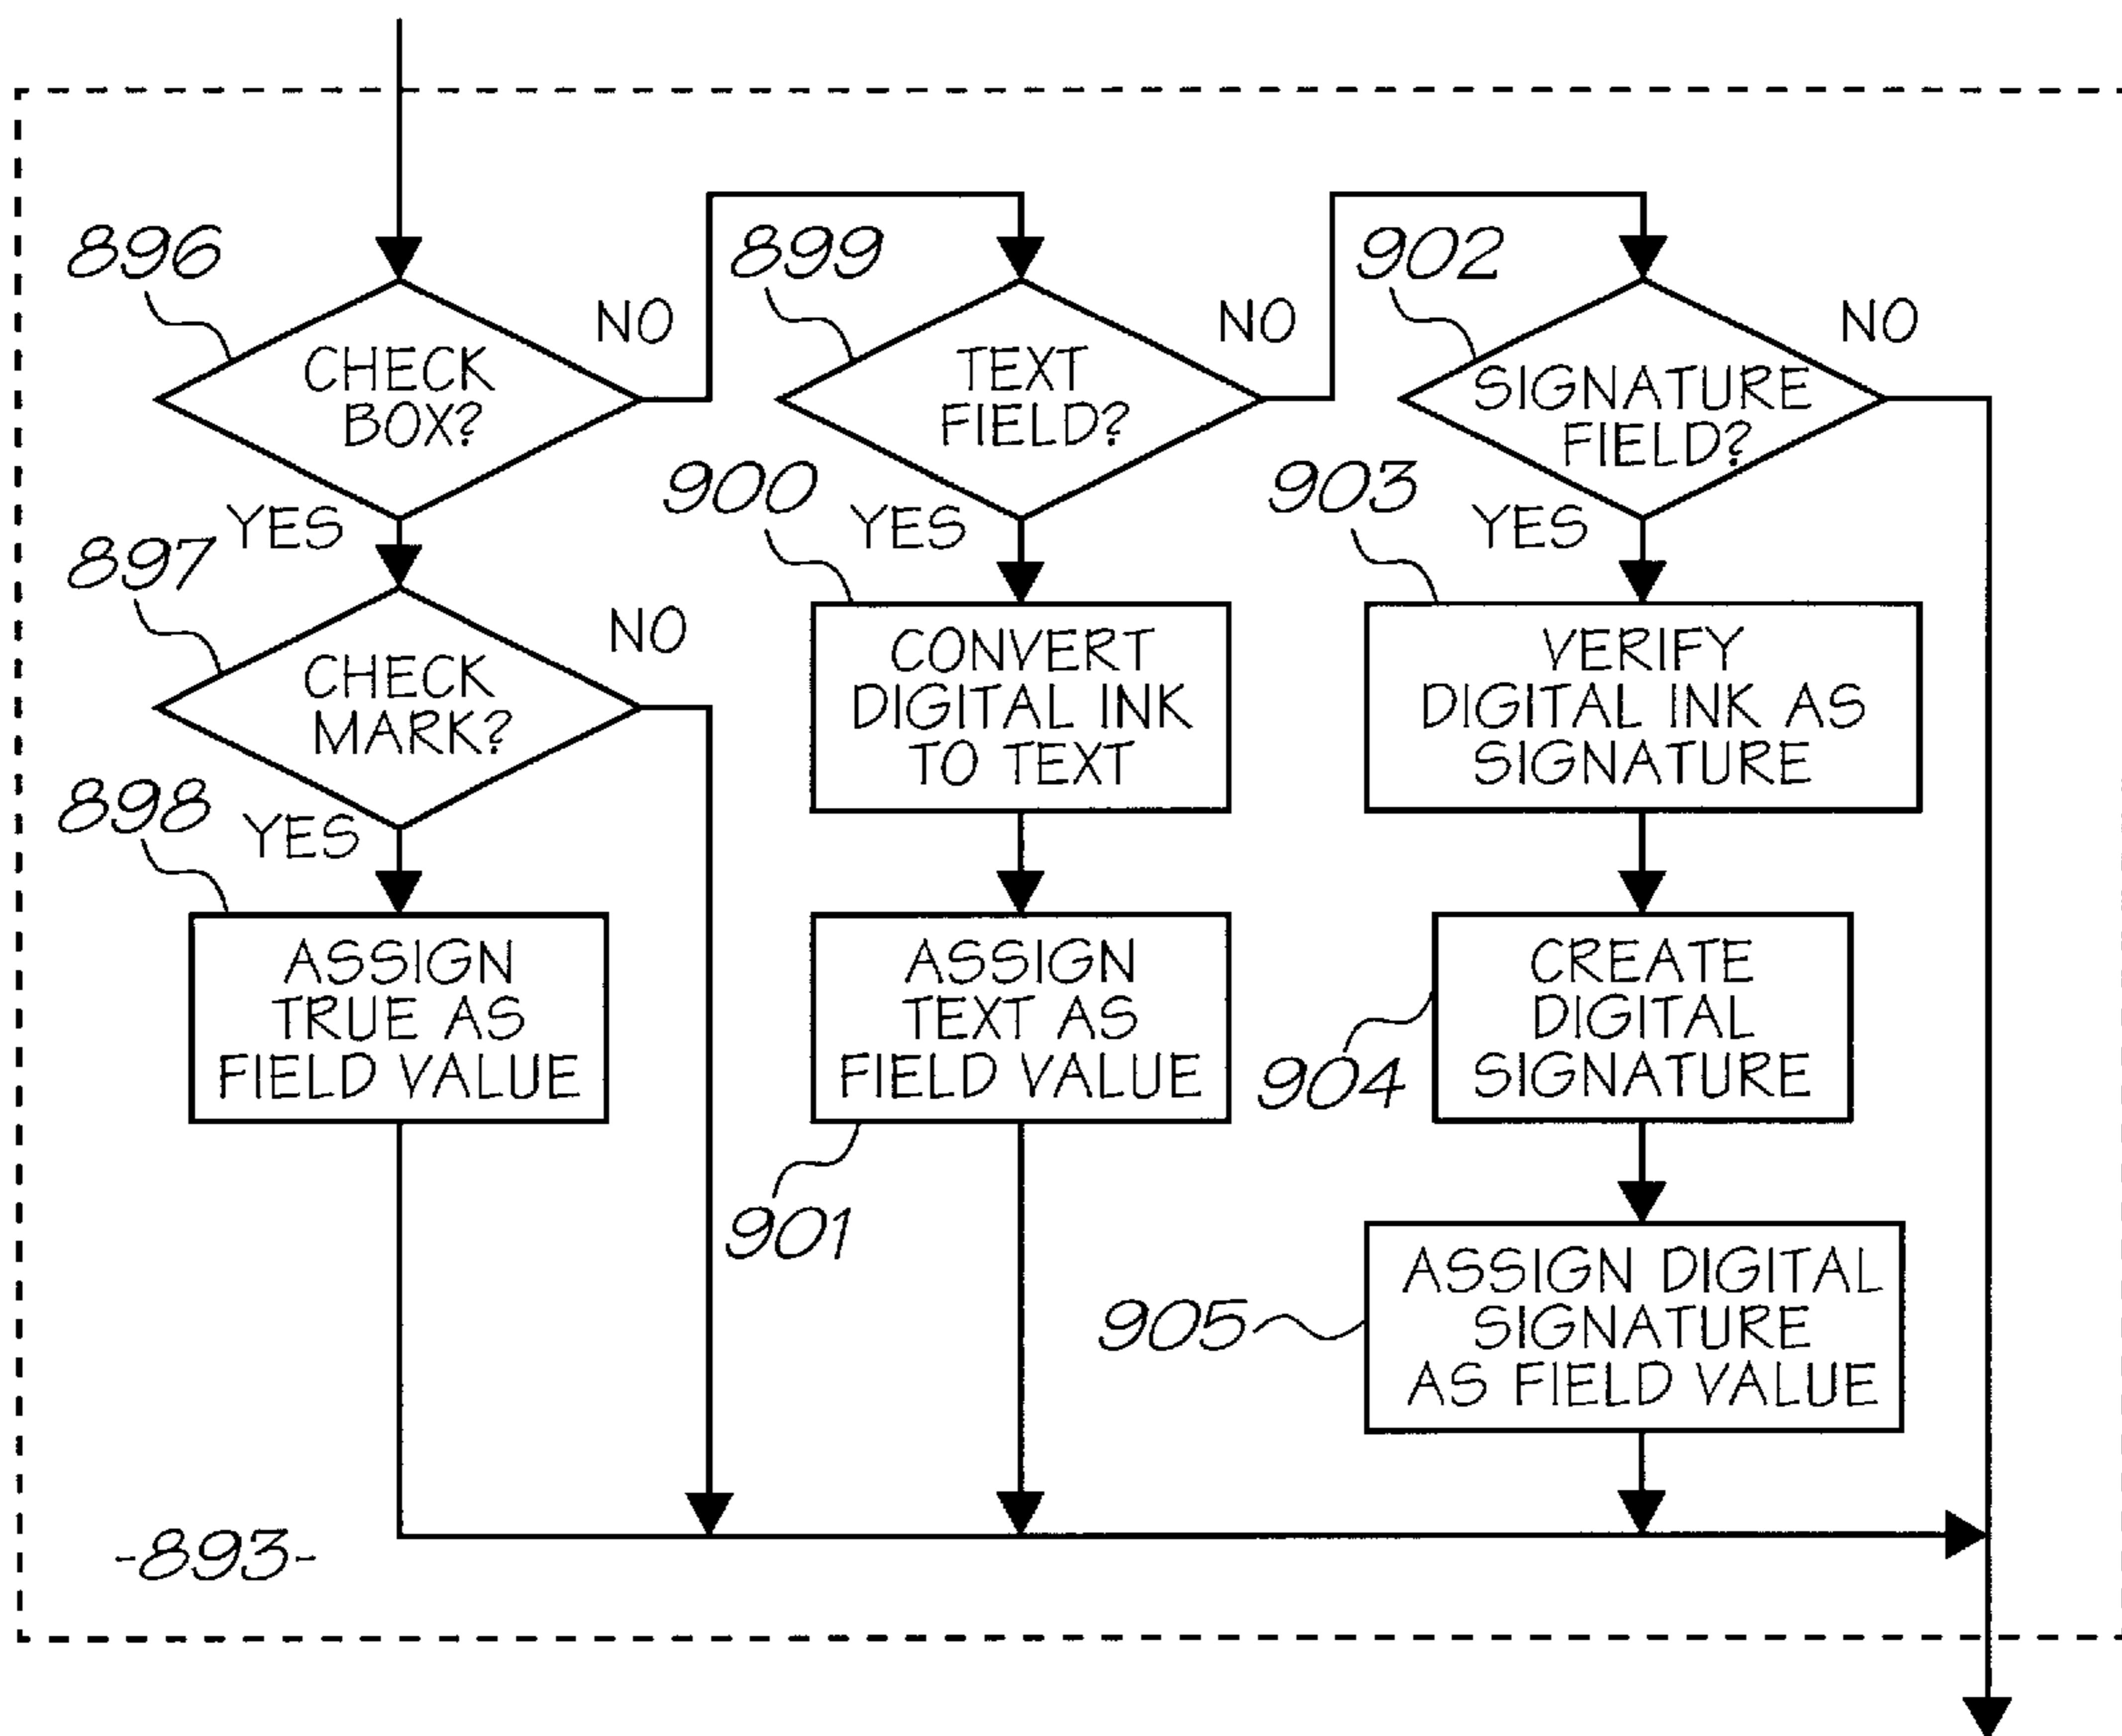 896
CHECK
BOX?
NO
YES
897
CHECK
MARK?
NO
YES
898
ASSIGN
TRUE AS
FIELD VALUE
899
TEXT
FIELD?
NO
YES
900
CONVERT
DIGITAL INK
TO TEXT
ASSIGN
TEXT AS
FIELD VALUE
901
902
SIGNATURE
FIELD?
NO
YES
903
VERIFY
DIGITAL INK AS
SIGNATURE
CREATE
DIGITAL
SIGNATURE
904
ASSIGN DIGITAL
SIGNATURE
AS FIELD VALUE
905
-893-